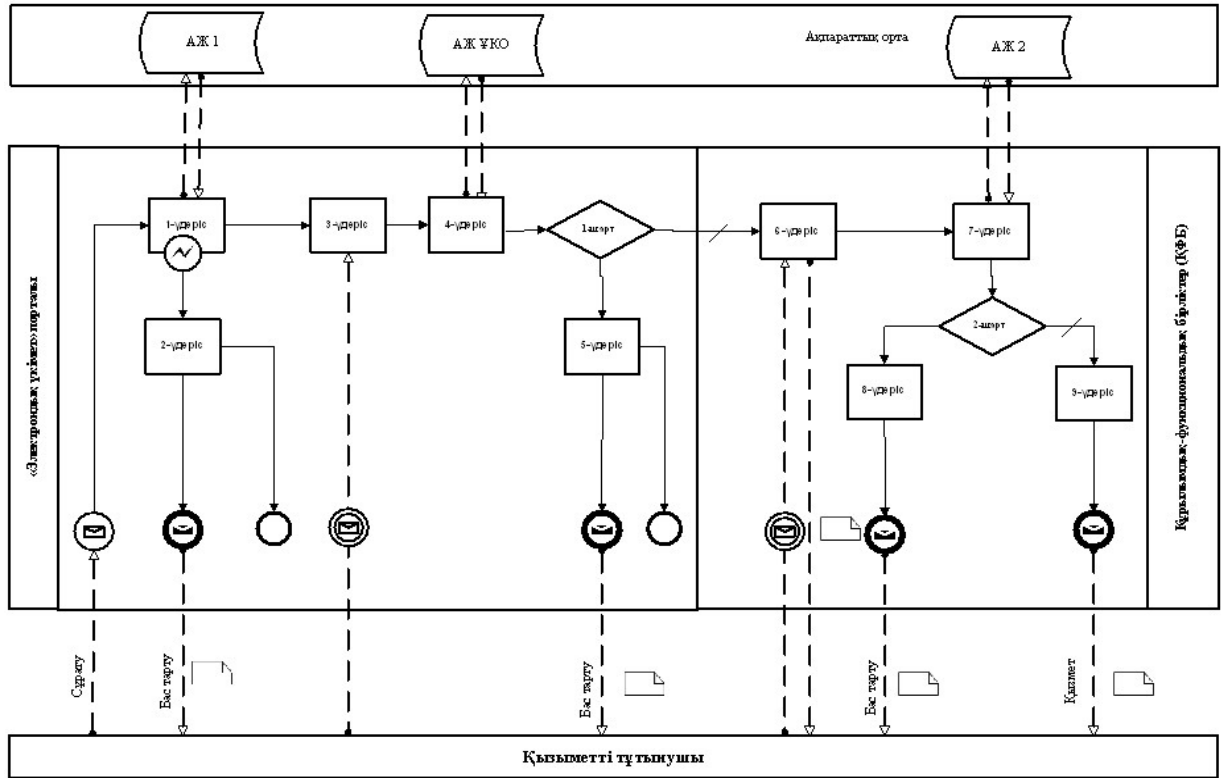 АЖ 1
АЖ ҰКО
Ақпараттық орта
АЖ 2
«Электрондық үкімет» порталы
1-үдеріс
3-үдеріс
4-үдеріс
1-шарт
6-үдеріс
7-үдеріс
2-үдеріс
5-үдеріс
2-шарт
8-үдеріс
9-үдеріс
Құрылымдық-функциональдық бірліктер (ҚФБ)
Сұрату
Бас тарту
Бас тарту
Бас тарту
Қызмет
Қызыметті тұтынушы